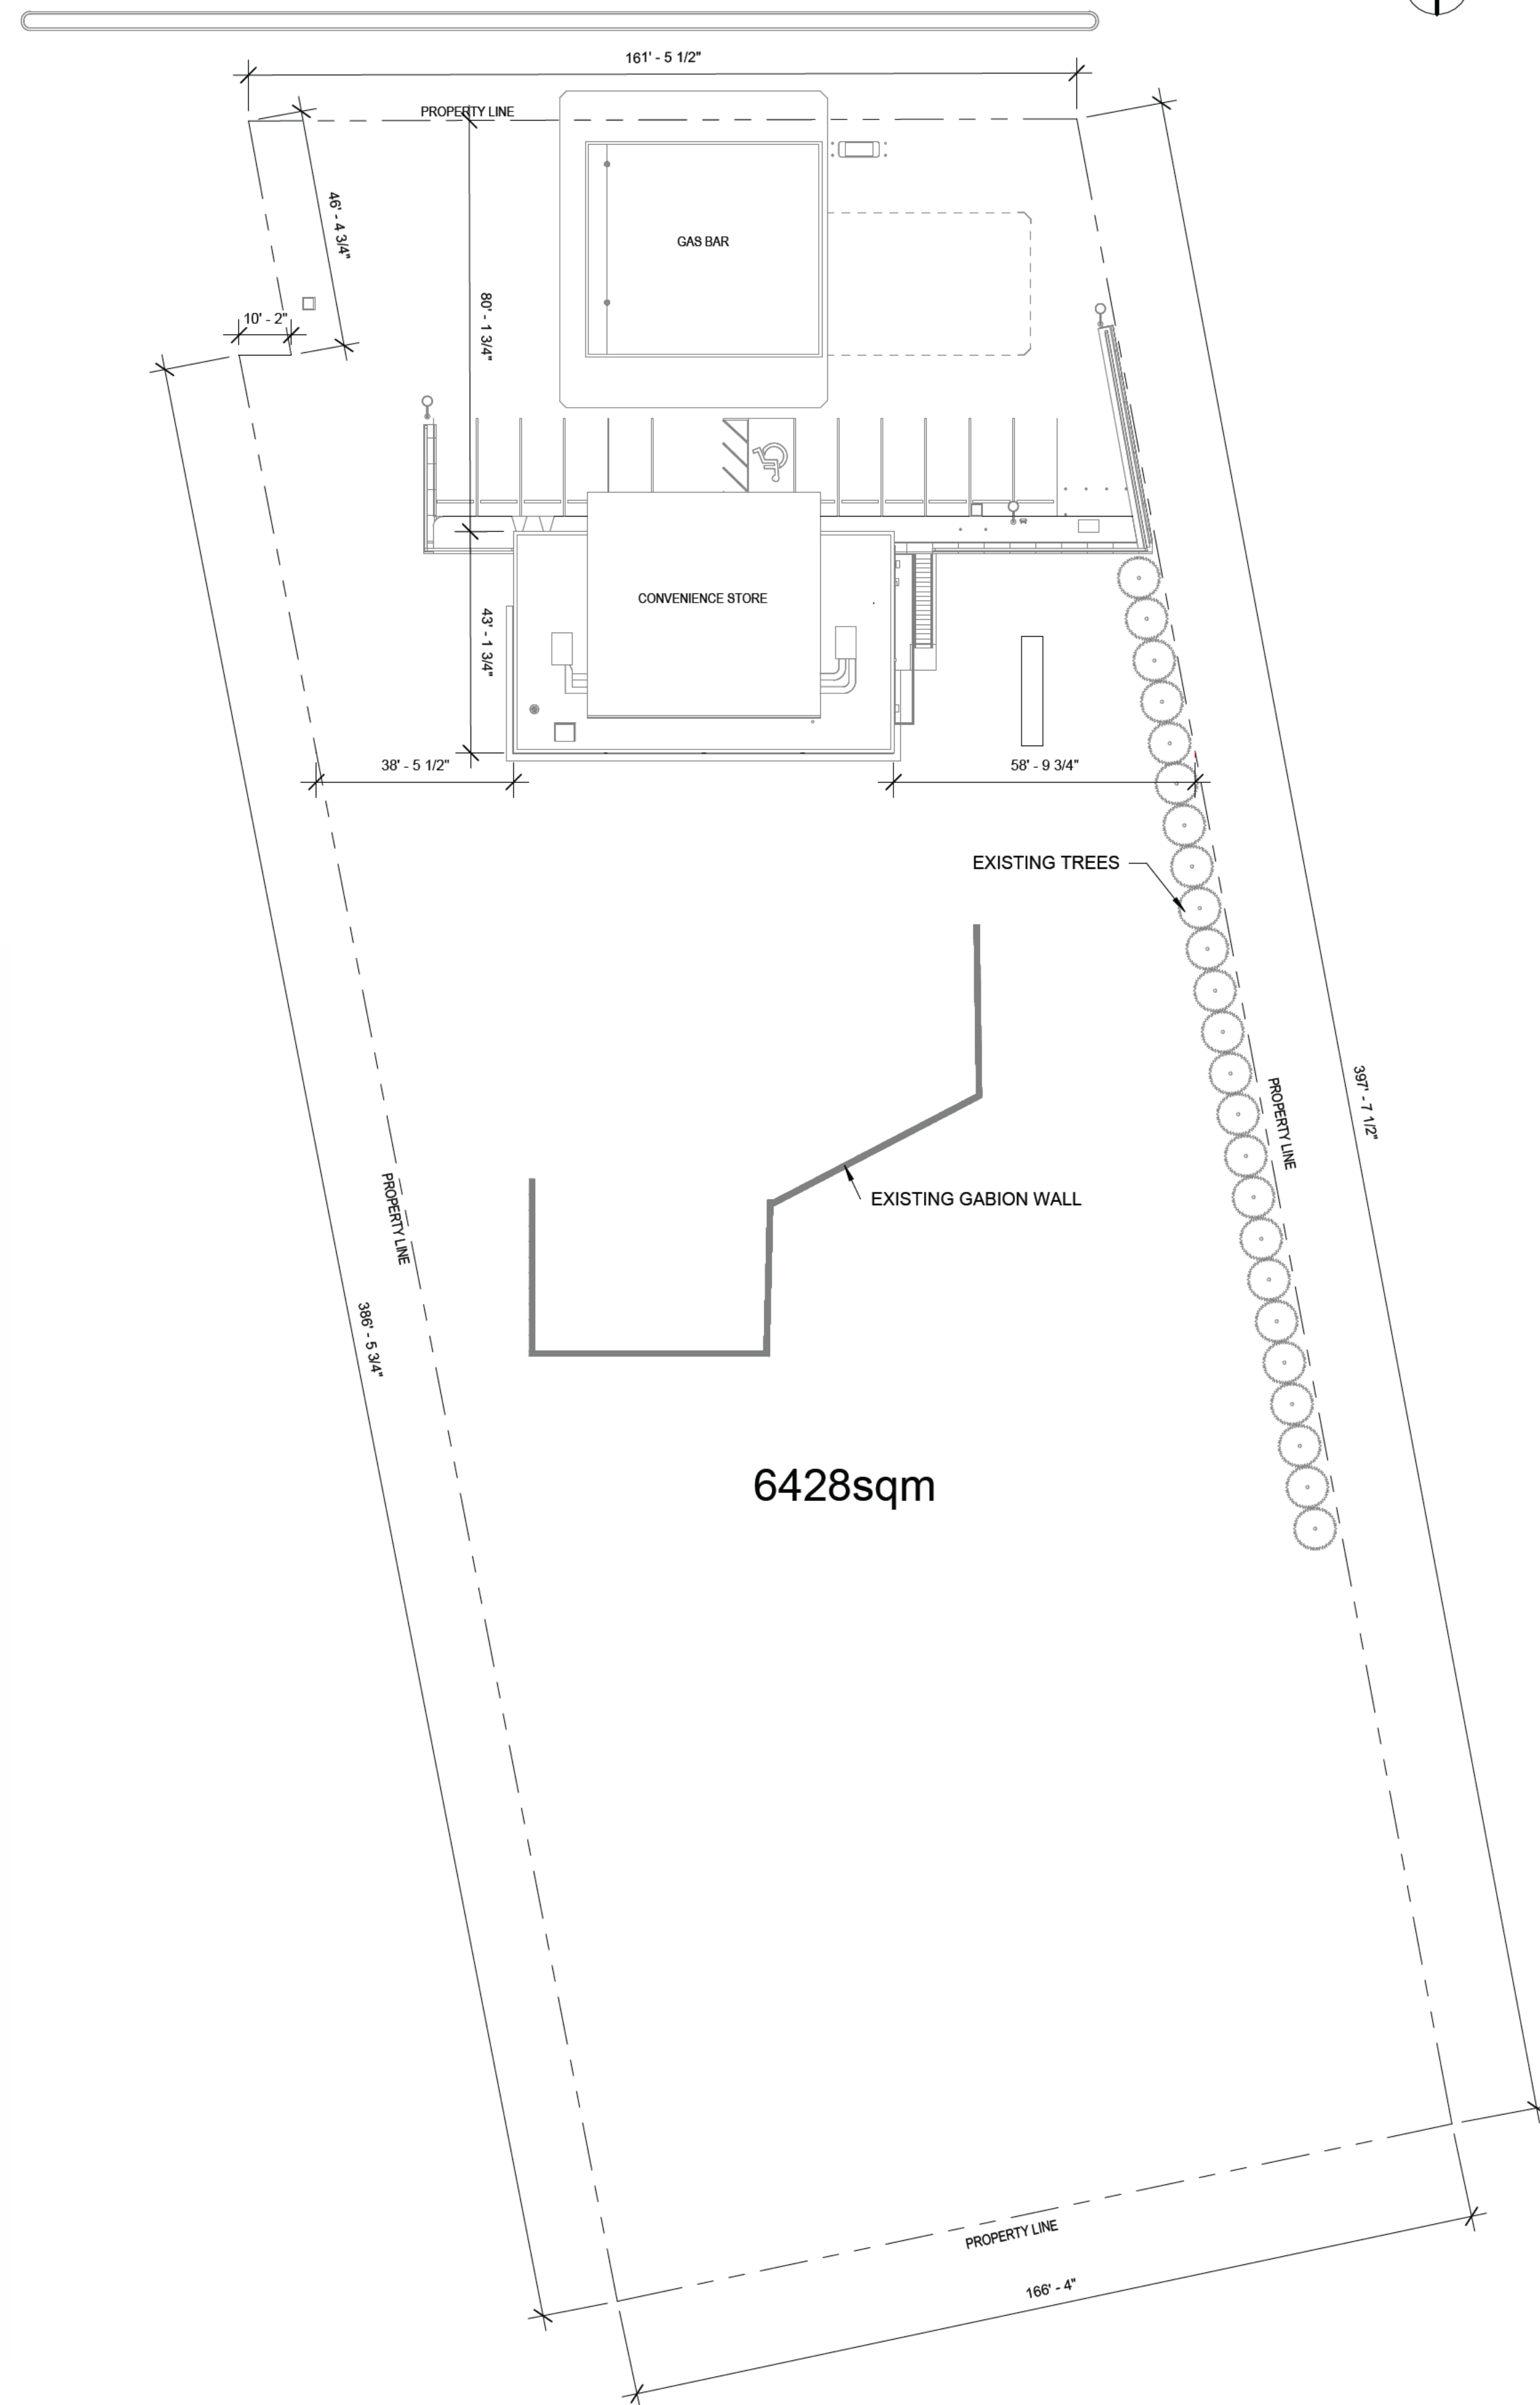 161' - 5 1/2"
PROPERTY LINE
46' - 4 3/4"
GAS BAR
10' - 2"
80' - 1 3/4"
CONVENIENCE STORE
43' - 1 3/4"
38' - 5 1/2"
58' - 9 3/4"
EXISTING TREES
397' - 7 1/2"
PROPERTY LINE
PROPERTY LINE
EXISTING GABION WALL
386' - 5 3/4"
6428sqm
PROPERTY LINE
166' - 4"